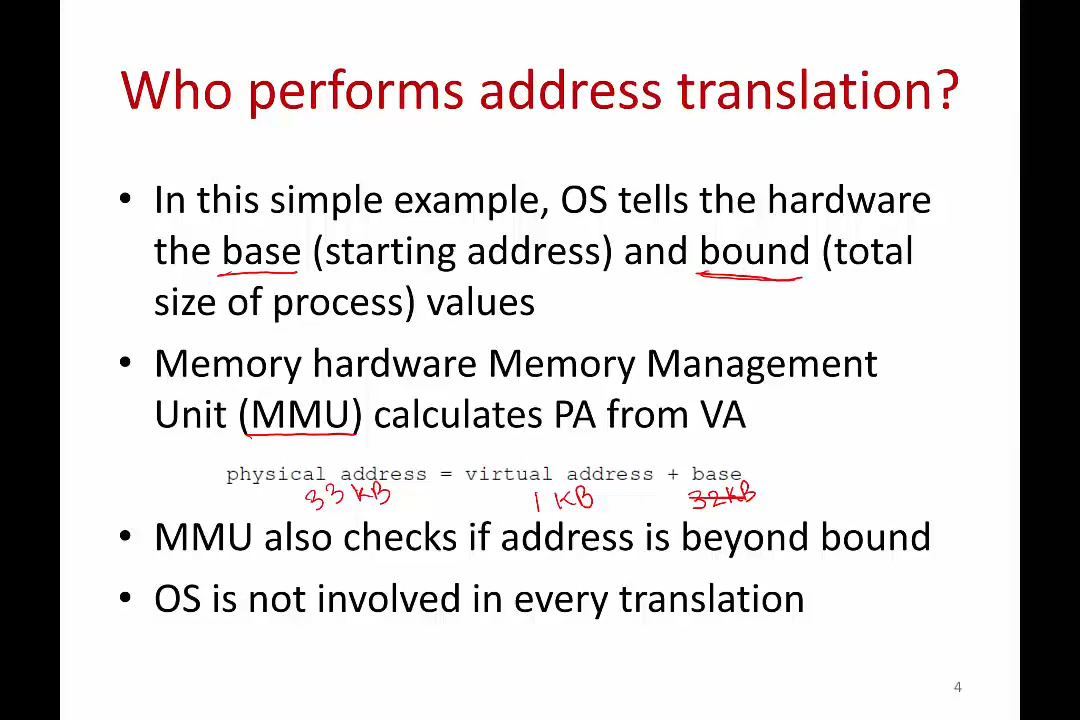 Who performs address translation?
• In this simple example, OS tells the hardware
the base (starting address) and bound (total
size of process) values
• Memory hardware Memory Management
Unit (MMU) calculates PA from VA
physical address = virtual address + base
33 KB 1 KB 32KB
• MMU also checks if address is beyond bound
• OS is not involved in every translation
4